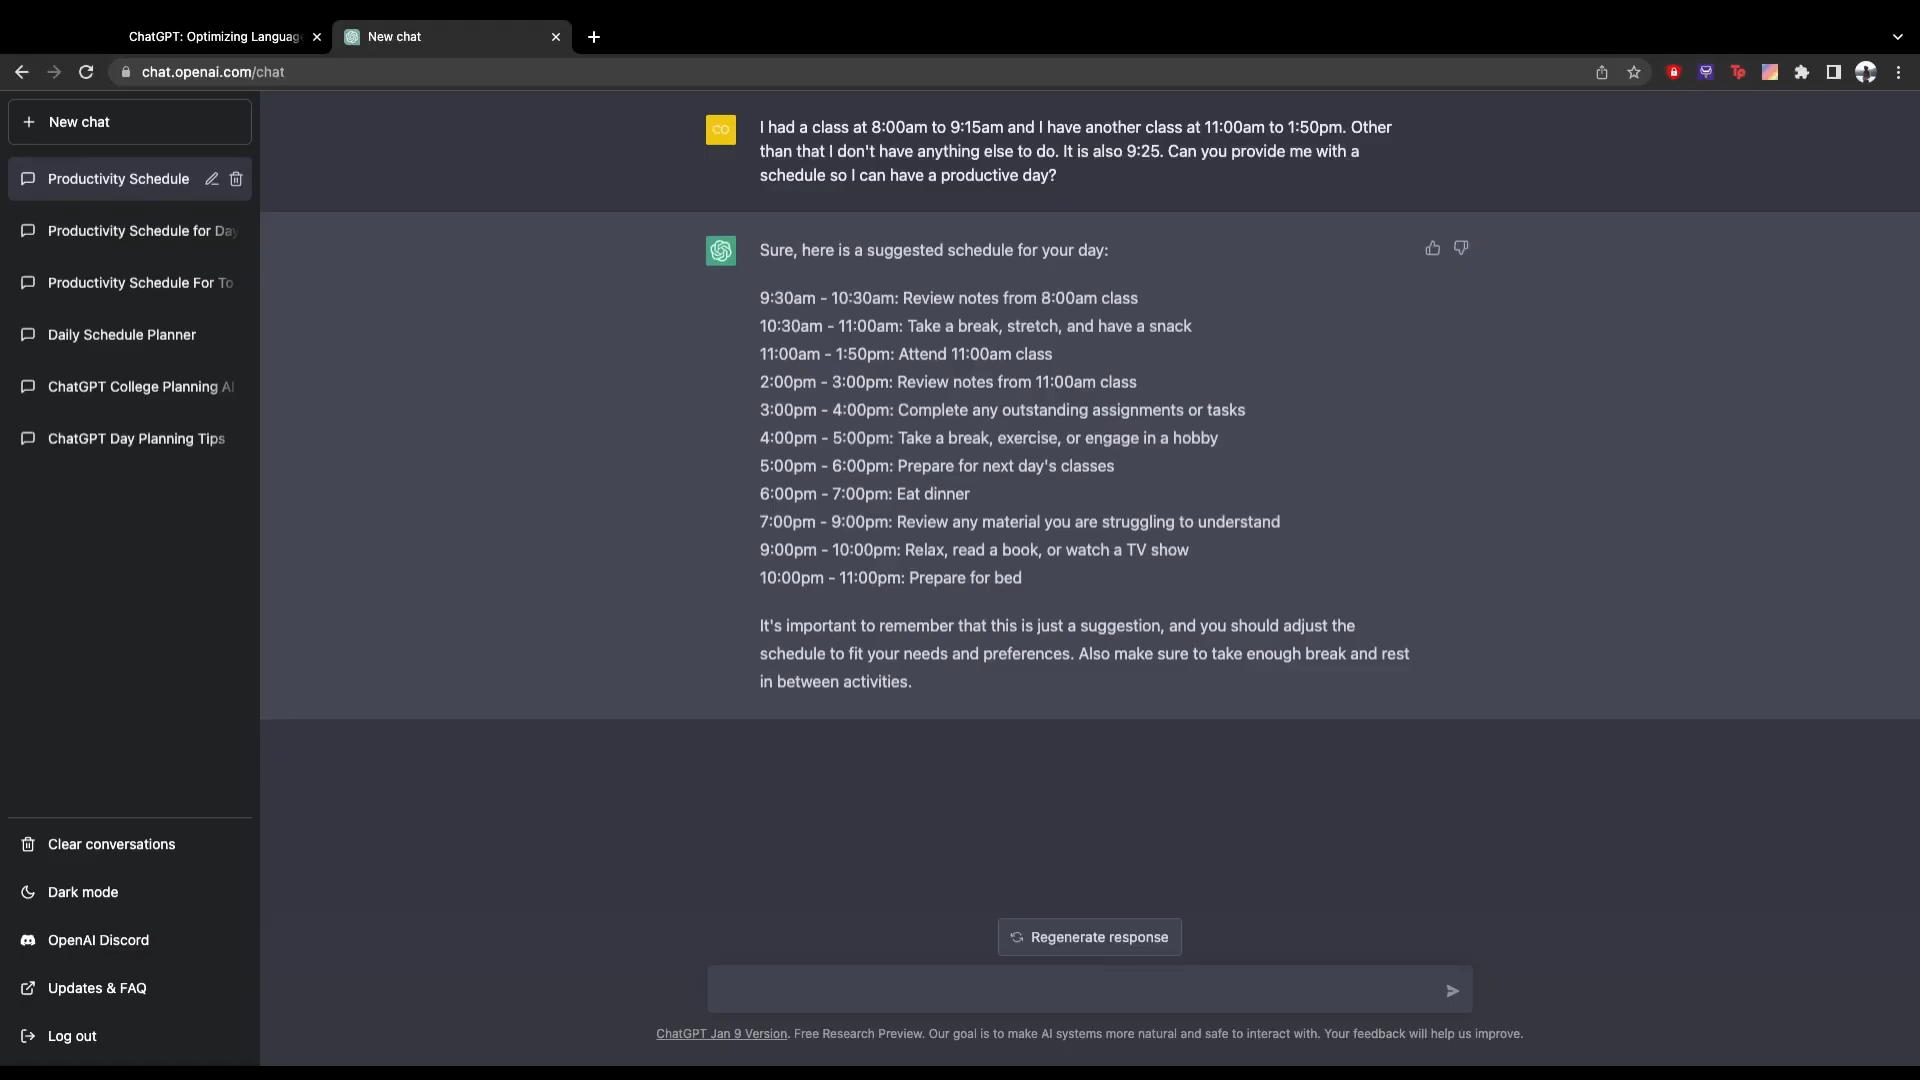 ChatGPT: Optimizing Languag
New chat
chat.openai.com/chat
Tp
New chat
Productivity Schedule
Productivity Schedule for Day
Productivity Schedule For To
Daily Schedule Planner
ChatGPT College Planning AI
ChatGPT Day Planning Tips
Clear conversations
Dark mode
OpenAI Discord
Updates & FAQ
Log out
CO
I had a class at 8:00am to 9:15am and I have another class at 11:00am to 1:50pm. Other
than that I don't have anything else to do. It is also 9:25. Can you provide me with a
schedule so I can have a productive day?
Sure, here is a suggested schedule for your day:
9:30am - 10:30am: Review notes from 8:00am class
10:30am - 11:00am: Take a break, stretch, and have a snack
11:00am - 1:50pm: Attend 11:00am class
2:00pm - 3:00pm: Review notes from 11:00am class
3:00pm - 4:00pm: Complete any outstanding assignments or tasks
4:00pm - 5:00pm: Take a break, exercise, or engage in a hobby
5:00pm - 6:00pm: Prepare for next day's classes
6:00pm - 7:00pm: Eat dinner
7:00pm - 9:00pm: Review any material you are struggling to understand
9:00pm - 10:00pm: Relax, read a book, or watch a TV show
10:00pm - 11:00pm: Prepare for bed
It's important to remember that this is just a suggestion, and you should adjust the
schedule to fit your needs and preferences. Also make sure to take enough break and rest
in between activities.
Regenerate response
ChatGPT Jan 9 Version. Free Research Preview. Our goal is to make AI systems more natural and safe to interact with. Your feedback will help us improve.